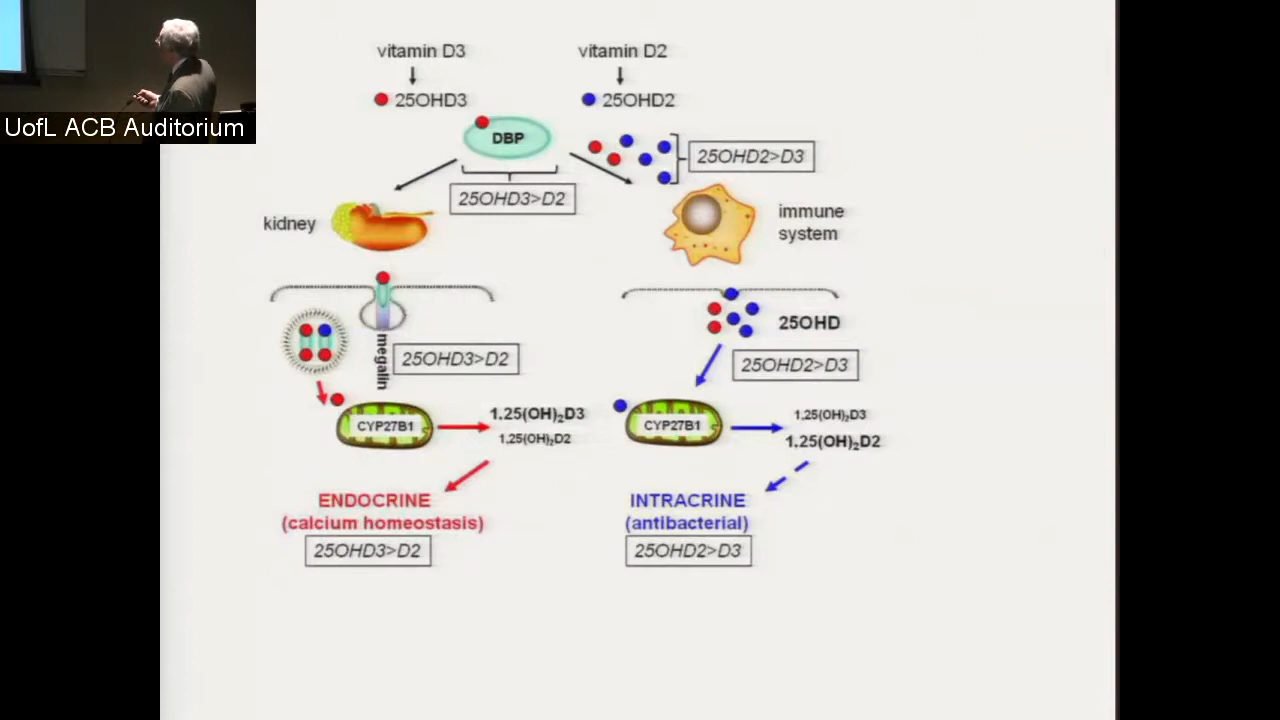 UofL ACB Auditorium
vitamin D3
vitamin D2
25OHD3
25OHD2
DBP
25OHD2>D3
25OHD3>D2
kidney
immune
system
megalin
25OHD3>D2
25OHD
25OHD2>D3
CYP27B1
1,25(OH)₂D3
1,25(OH)₂D2
CYP27B1
1,25(OH)₂D3
1,25(OH)₂D2
ENDOCRINE
(calcium homeostasis)
25OHD3>D2
INTRACRINE
(antibacterial)
25OHD2>D3